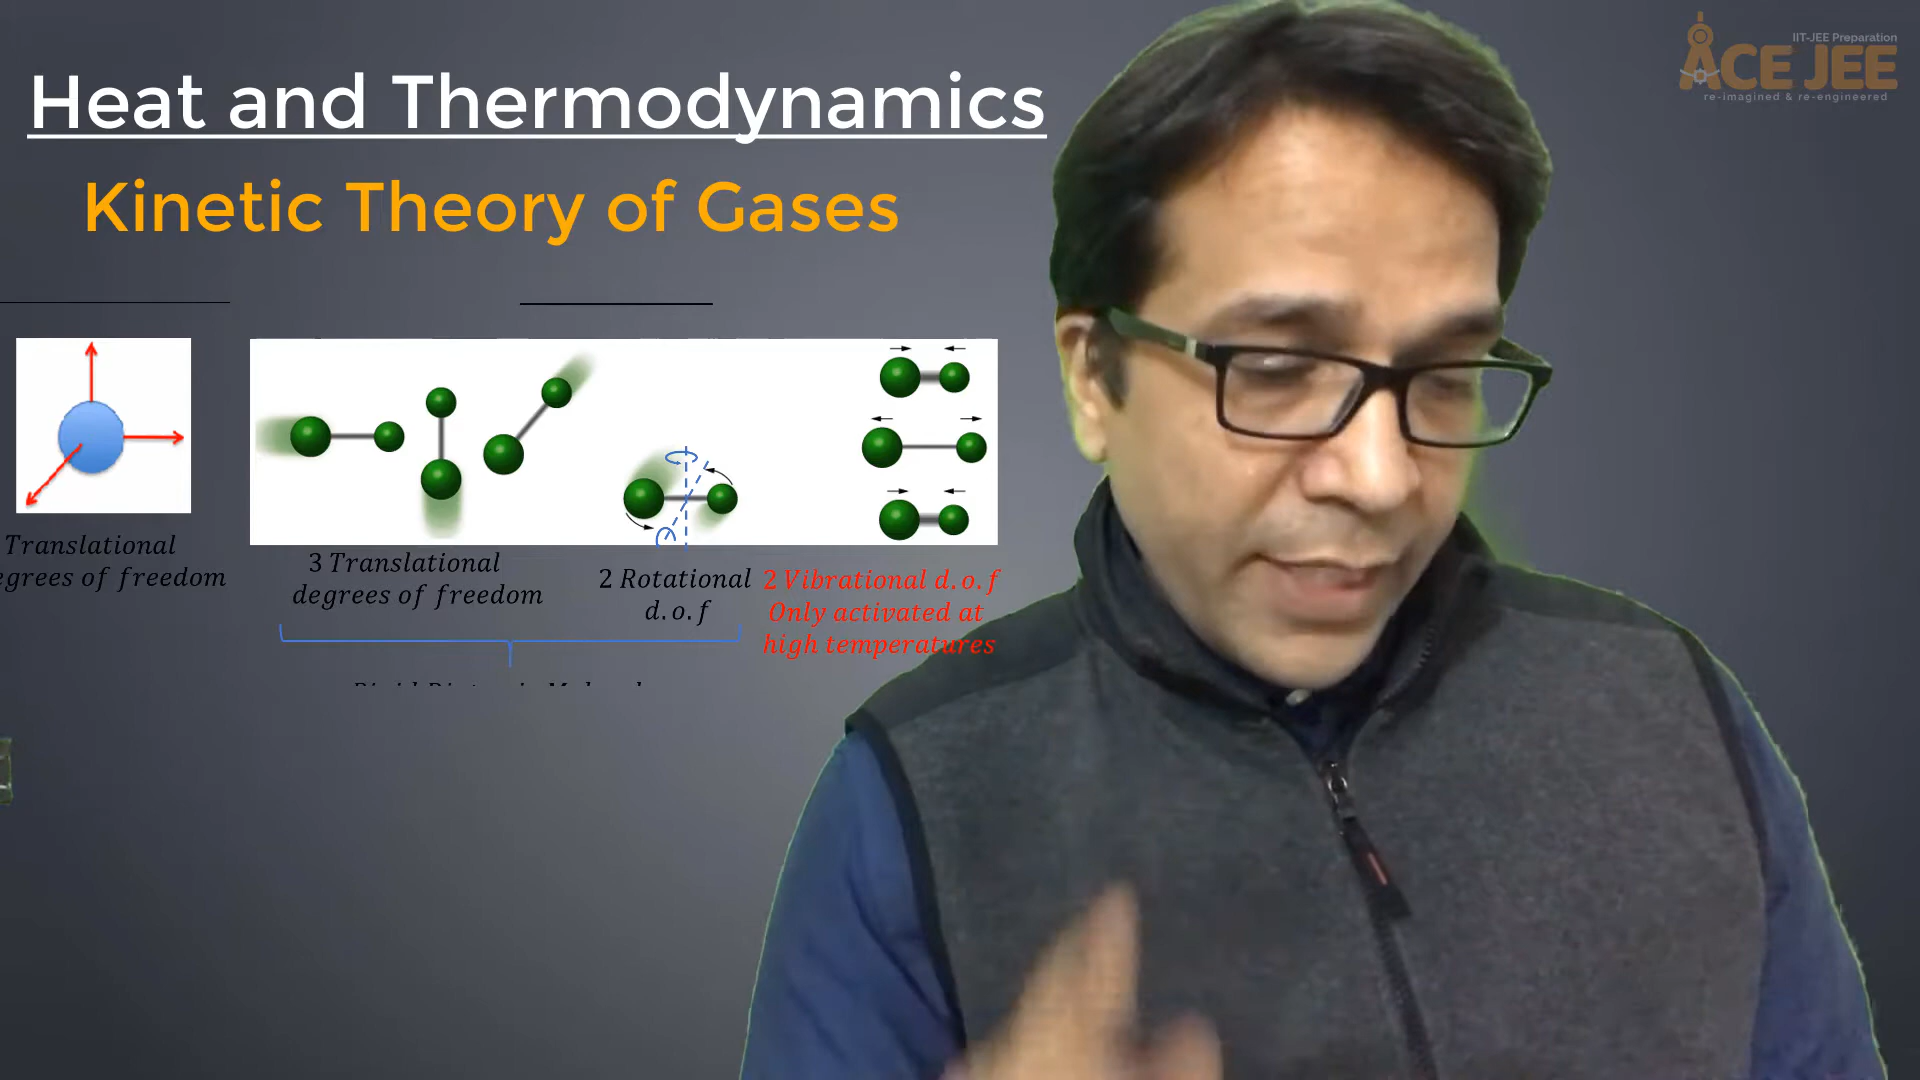 Heat and Thermodynamics
IIT-JEE Preparation
ACE JEE
re-imagined & re-engineered
Kinetic Theory of Gases
Translational
egrees of freedom
3 Translational
degrees of freedom
2 Rotational
d.o.f
2 Vibrational d.o.f
Only activated at
high temperatures